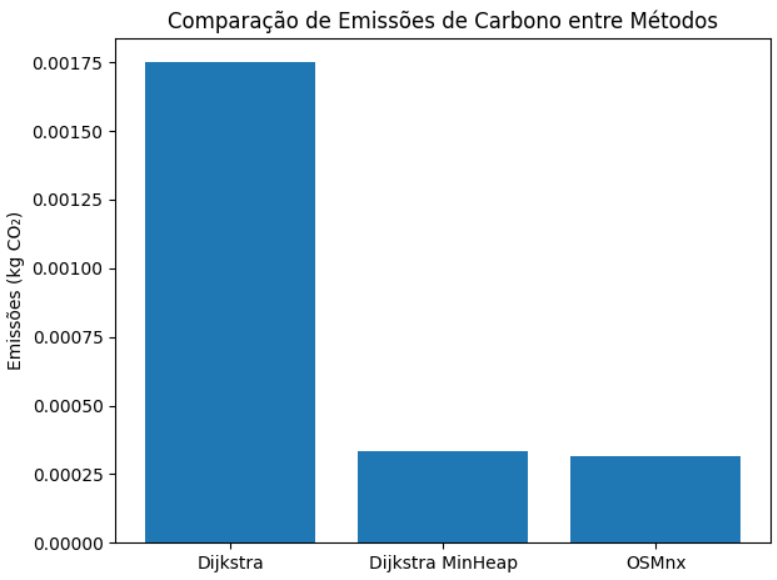 Comparação de Emissões de Carbono entre Métodos
Emissões (kg CO₂)
0.00175
0.00150
0.00125
0.00100
0.00075
0.00050
0.00025
0.00000
Dijkstra
Dijkstra MinHeap
OSMnx